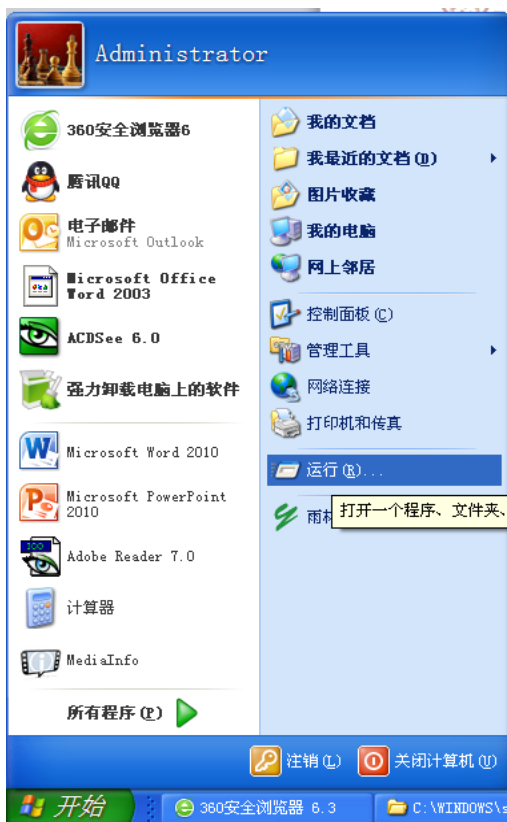 Administrator
360安全浏览器6
腾讯QQ
电子邮件
Microsoft Outlook
Microsoft Office
Word 2003
ACDSee 6.0
强力卸载电脑上的软件
Microsoft Word 2010
Microsoft PowerPoint
2010
Adobe Reader 7.0
计算器
MediaInfo
所有程序(P)
我的文档
我最近的文档(D)
图片收藏
我的电脑
网上邻居
控制面板(C)
管理工具
网络连接
打印机和传真
运行(R)...
雨林
打开一个程序、文件夹、
注销(L)
关闭计算机(U)
开始
360安全浏览器 6.3
C:\WINDOWS\s